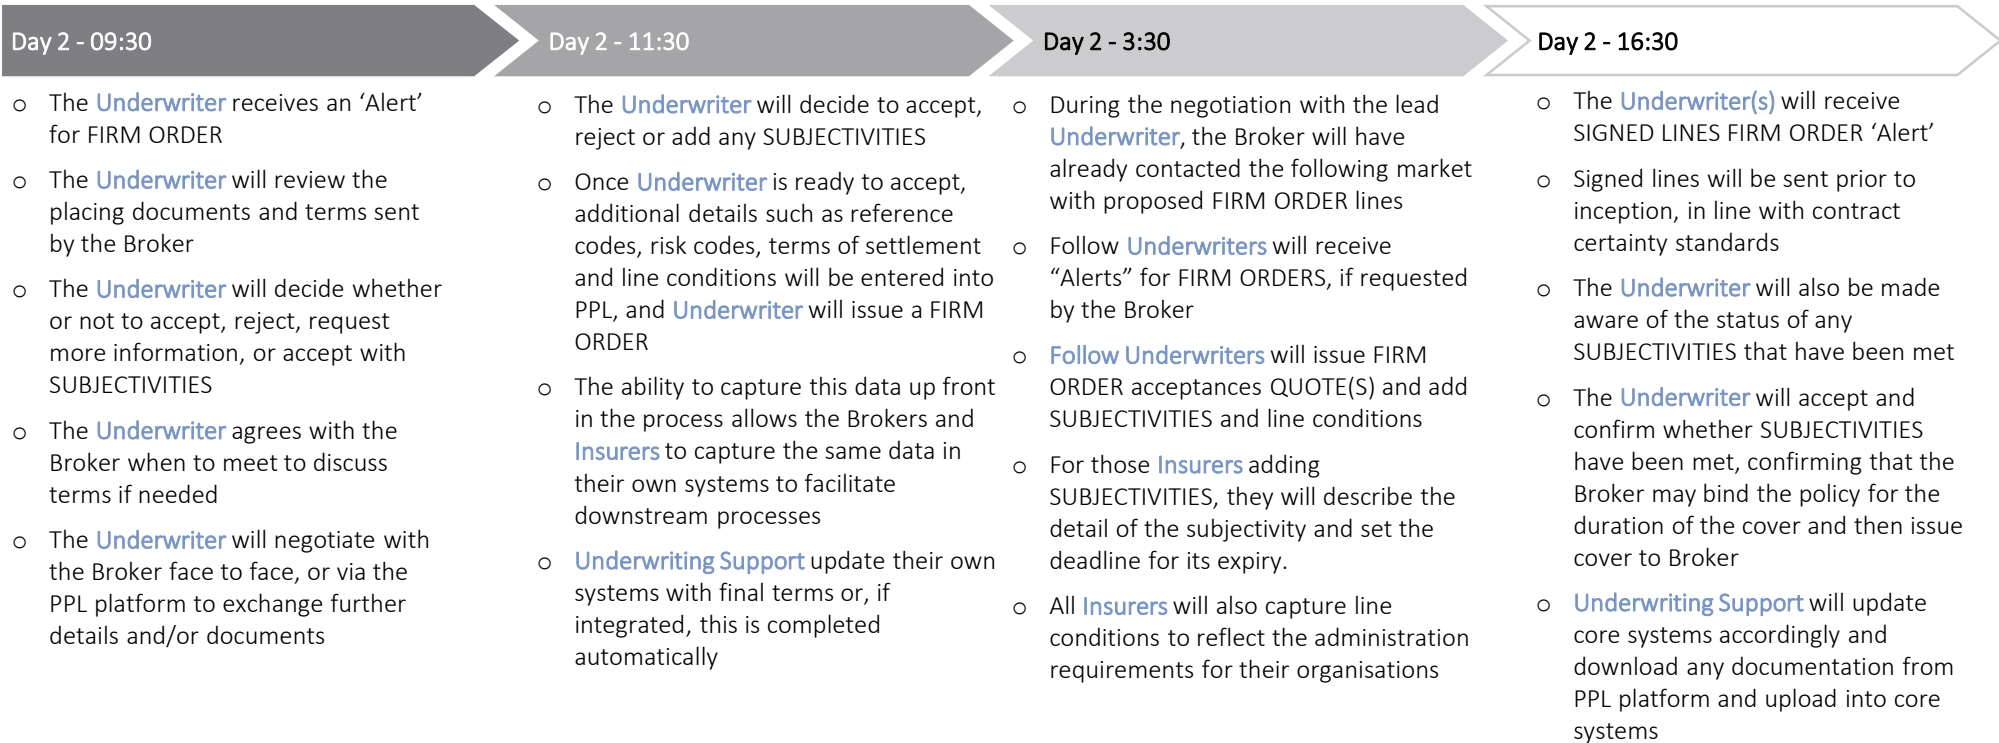 Day 2 - 09:30
o The Underwriter receives an ‘Alert’
for FIRM ORDER
o The Underwriter will review the
placing documents and terms sent
by the Broker
o The Underwriter will decide whether
or not to accept, reject, request
more information, or accept with
SUBJECTIVITIES
o The Underwriter agrees with the
Broker when to meet to discuss
terms if needed
o The Underwriter will negotiate with
the Broker face to face, or via the
PPL platform to exchange further
details and/or documents
Day 2 - 11:30
o The Underwriter will decide to accept,
reject or add any SUBJECTIVITIES
o Once Underwriter is ready to accept,
additional details such as reference
codes, risk codes, terms of settlement
and line conditions will be entered into
PPL, and Underwriter will issue a FIRM
ORDER
o The ability to capture this data up front
in the process allows the Brokers and
Insurers to capture the same data in
their own systems to facilitate
downstream processes
o Underwriting Support update their own
systems with final terms or, if
integrated, this is completed
automatically
Day 2 - 3:30
o During the negotiation with the lead
Underwriter, the Broker will have
already contacted the following market
with proposed FIRM ORDER lines
o Follow Underwriters will receive
“Alerts” for FIRM ORDERS, if requested
by the Broker
o Follow Underwriters will issue FIRM
ORDER acceptances QUOTE(S) and add
SUBJECTIVITIES and line conditions
o For those Insurers adding
SUBJECTIVITIES, they will describe the
detail of the subjectivity and set the
deadline for its expiry.
o All Insurers will also capture line
conditions to reflect the administration
requirements for their organisations
Day 2 - 16:30
o The Underwriter(s) will receive
SIGNED LINES FIRM ORDER ‘Alert’
o Signed lines will be sent prior to
inception, in line with contract
certainty standards
o The Underwriter will also be made
aware of the status of any
SUBJECTIVITIES that have been met
o The Underwriter will accept and
confirm whether SUBJECTIVITIES
have been met, confirming that the
Broker may bind the policy for the
duration of the cover and then issue
cover to Broker
o Underwriting Support will update
core systems accordingly and
download any documentation from
PPL platform and upload into core
systems